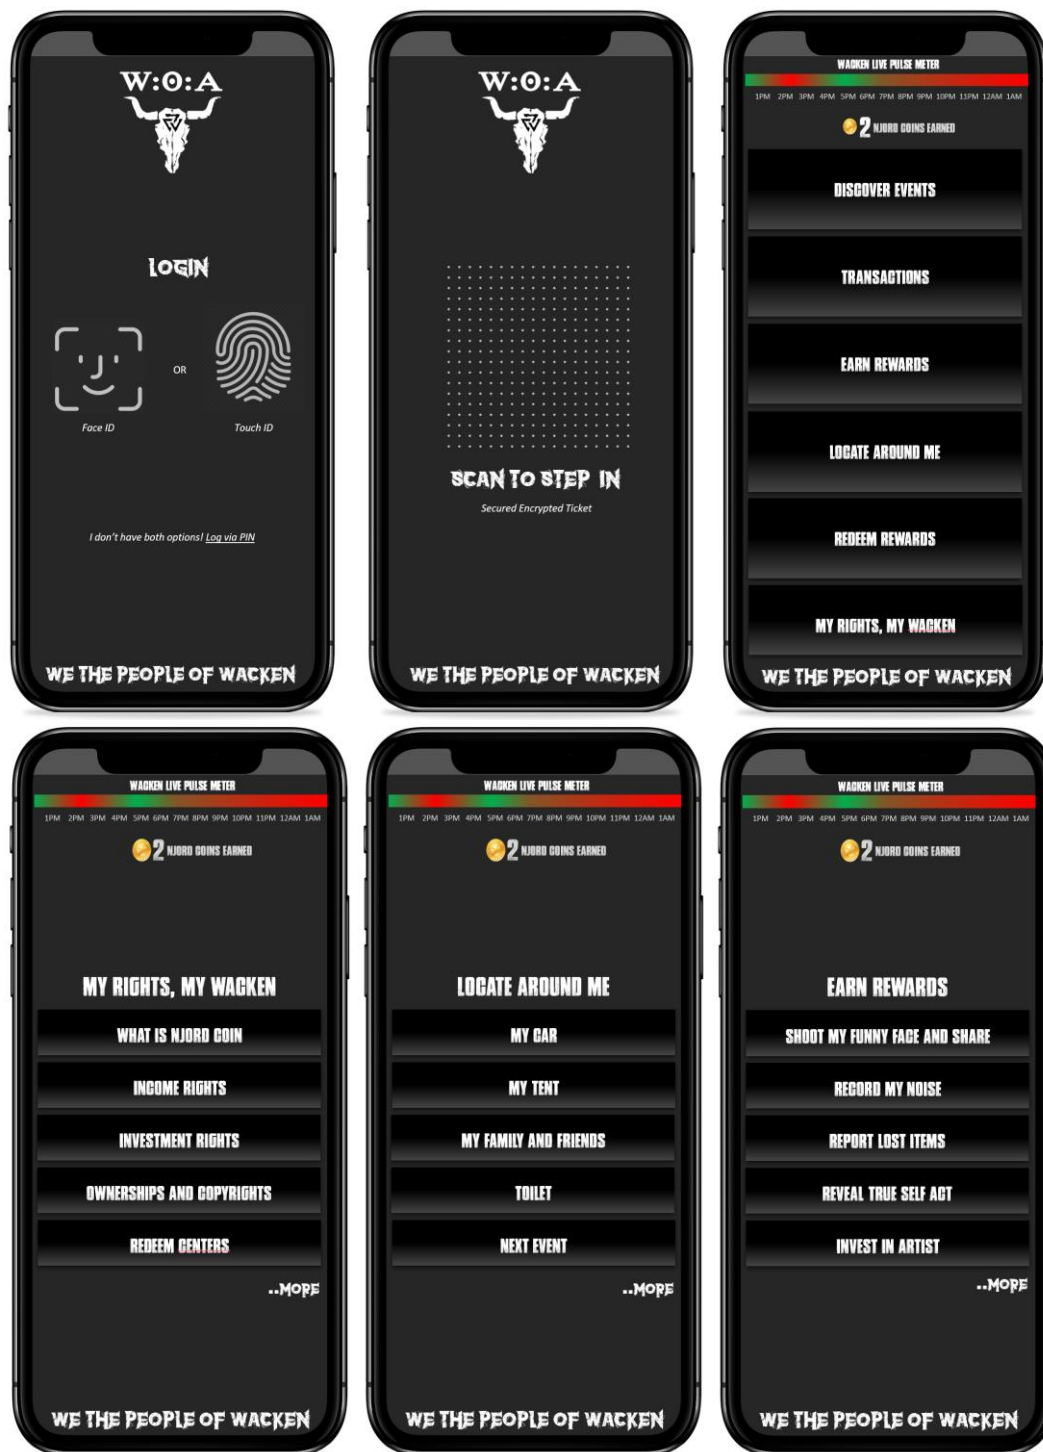 W:O:A
LOGIN
OR
Face ID
Touch ID
I don't have both options! Log via PIN
WE THE PEOPLE OF WACKEN
W:O:A
SCAN TO STEP IN
Secured Encrypted Ticket
WE THE PEOPLE OF WACKEN
WACKEN LIVE PULSE METER
1PM 2PM 3PM 4PM 5PM 6PM 7PM 8PM 9PM 10PM 11PM 12AM 1AM
2 NJORD COINS EARNED
DISCOVER EVENTS
TRANSACTIONS
EARN REWARDS
LOCATE AROUND ME
REDEEM REWARDS
MY RIGHTS, MY WACKEN
WE THE PEOPLE OF WACKEN
WACKEN LIVE PULSE METER
1PM 2PM 3PM 4PM 5PM 6PM 7PM 8PM 9PM 10PM 11PM 12AM 1AM
2 NJORD COINS EARNED
MY RIGHTS, MY WACKEN
WHAT IS NJORD COIN
INCOME RIGHTS
INVESTMENT RIGHTS
OWNERSHIPS AND COPYRIGHTS
REDEEM CENTERS
..MORE
WE THE PEOPLE OF WACKEN
WACKEN LIVE PULSE METER
1PM 2PM 3PM 4PM 5PM 6PM 7PM 8PM 9PM 10PM 11PM 12AM 1AM
2 NJORD COINS EARNED
LOCATE AROUND ME
MY CAR
MY TENT
MY FAMILY AND FRIENDS
TOILET
NEXT EVENT
..MORE
WE THE PEOPLE OF WACKEN
WACKEN LIVE PULSE METER
1PM 2PM 3PM 4PM 5PM 6PM 7PM 8PM 9PM 10PM 11PM 12AM 1AM
2 NJORD COINS EARNED
EARN REWARDS
SHOOT MY FUNNY FACE AND SHARE
RECORD MY NOISE
REPORT LOST ITEMS
REVEAL TRUE SELF ACT
INVEST IN ARTIST
..MORE
WE THE PEOPLE OF WACKEN